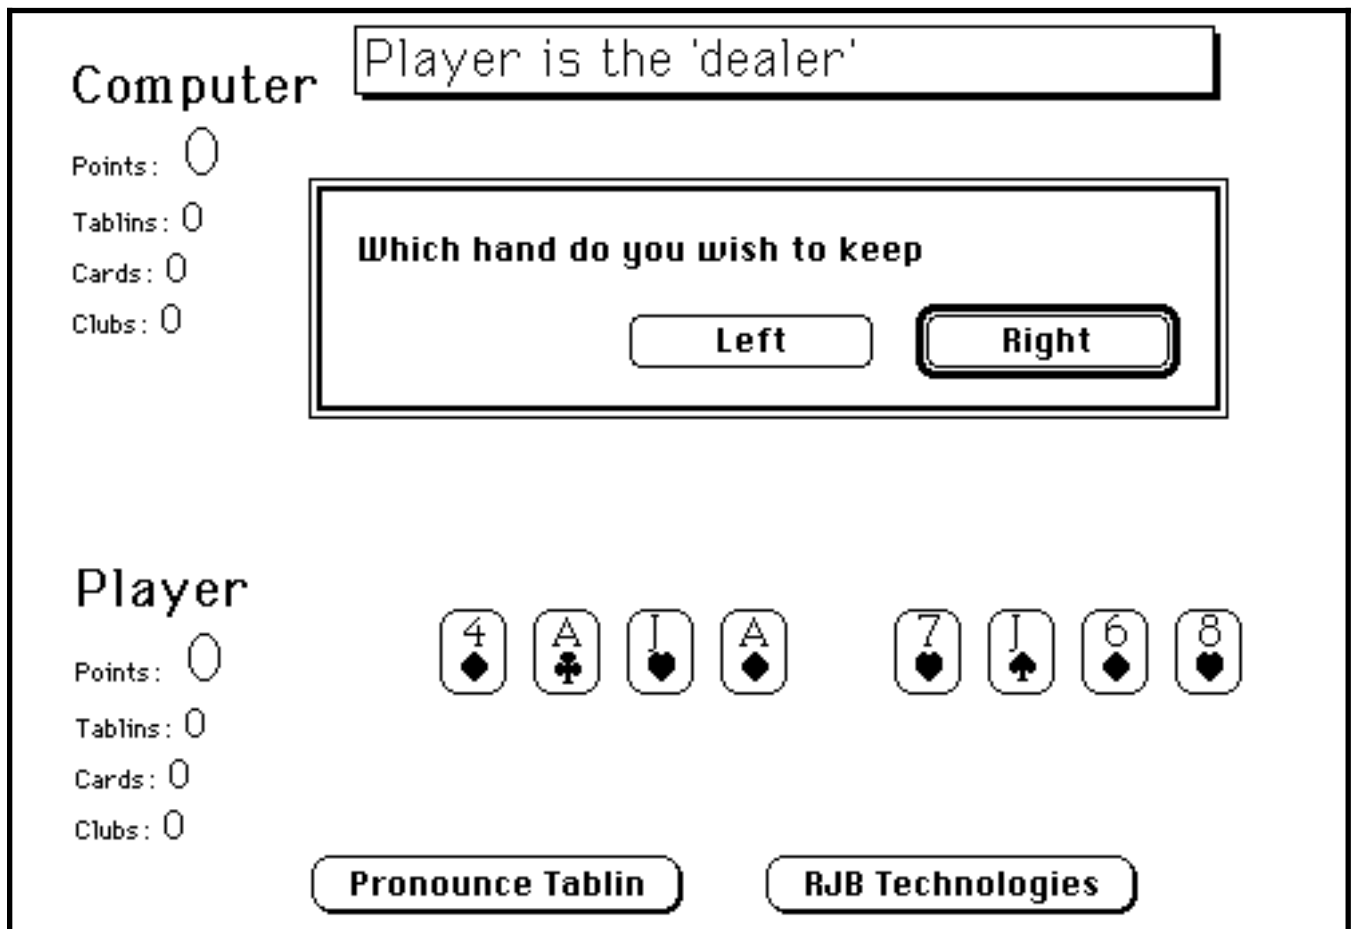 Player is the 'dealer'
Computer
Points: 0
Tablins: 0
Cards: 0
Clubs: 0
Which hand do you wish to keep
Left Right
Player
Points: 0
Tablins: 0
Cards: 0
Clubs: 0
4 A J A 7 J 6 8
Pronounce Tablin RJB Technologies